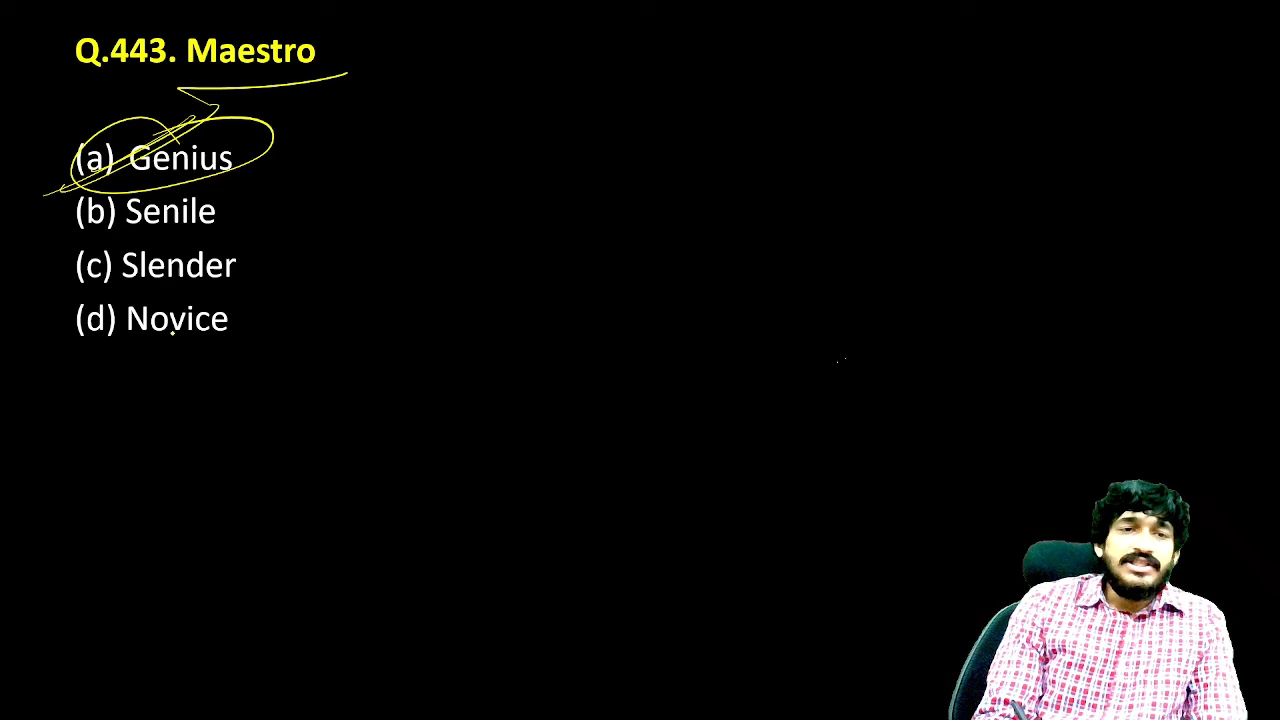 Q.443. Maestro
(a) Genius
(b) Senile
(c) Slender
(d) Novice